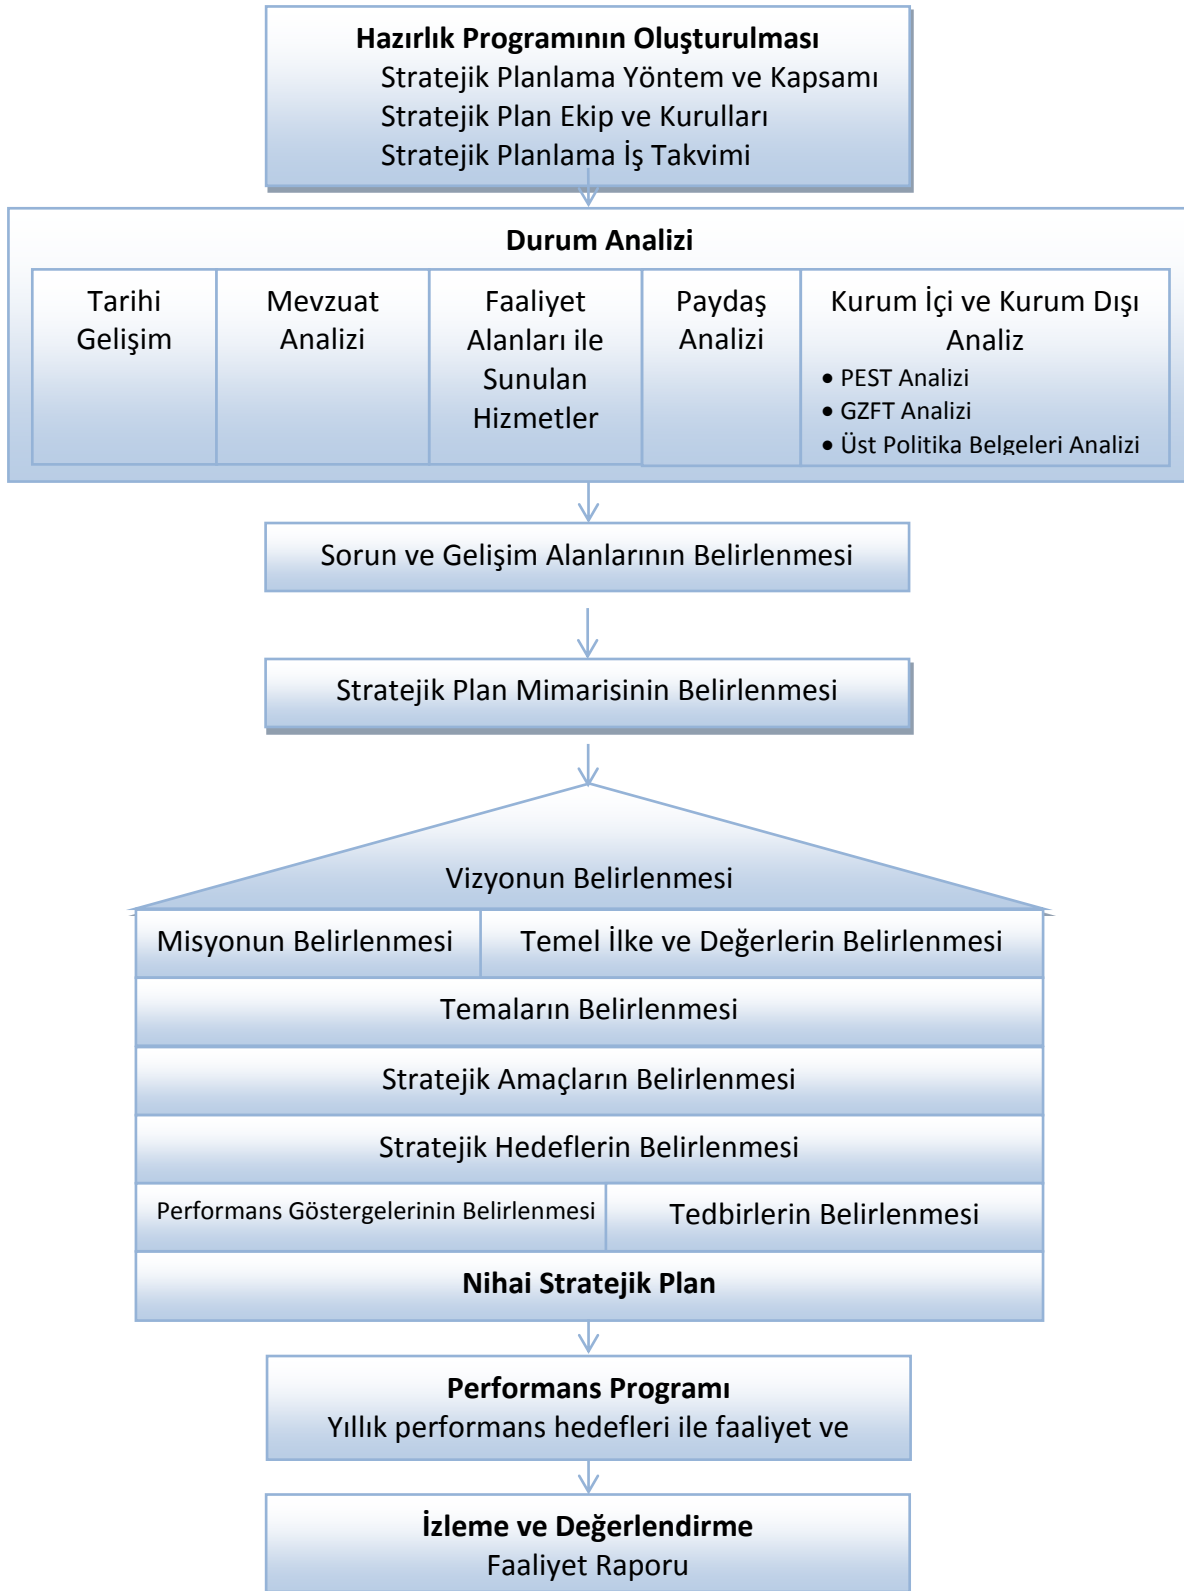 Hazırlık Programının Oluşturulması
Stratejik Planlama Yöntem ve Kapsamı
Stratejik Plan Ekip ve Kurulları
Stratejik Planlama İş Takvimi
Durum Analizi
Tarihi
Gelişim
Mevzuat
Analizi
Faaliyet
Alanları ile
Sunulan
Hizmetler
Paydaş
Analizi
Kurum İçi ve Kurum Dışı
Analiz
• PEST Analizi
• GZFT Analizi
• Üst Politika Belgeleri Analizi
Sorun ve Gelişim Alanlarının Belirlenmesi
Stratejik Plan Mimarisinin Belirlenmesi
Vizyonun Belirlenmesi
Misyonun Belirlenmesi
Temel İlke ve Değerlerin Belirlenmesi
Temaların Belirlenmesi
Stratejik Amaçların Belirlenmesi
Stratejik Hedeflerin Belirlenmesi
Performans Göstergelerinin Belirlenmesi
Tedbirlerin Belirlenmesi
Nihai Stratejik Plan
Performans Programı
Yıllık performans hedefleri ile faaliyet ve
İzleme ve Değerlendirme
Faaliyet Raporu